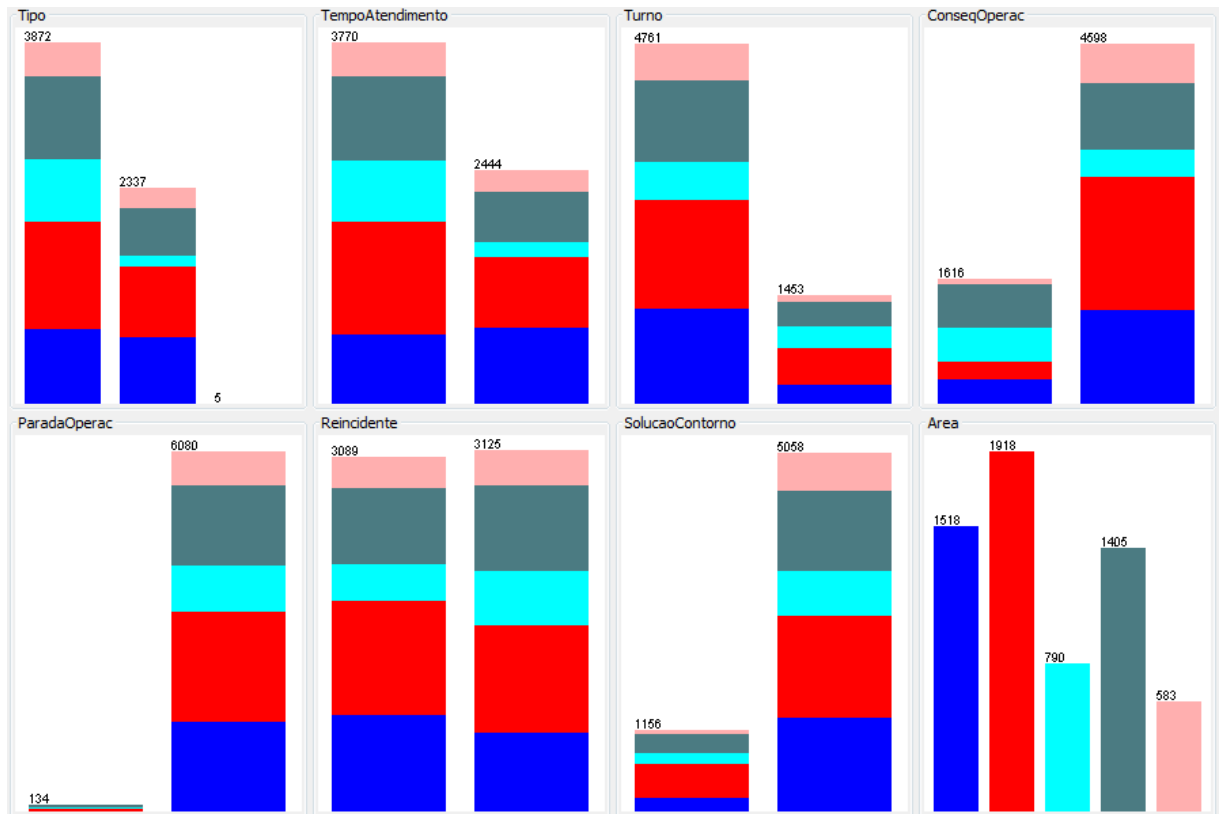 Tipo
3872
2337
5
TempoAtendimento
3770
2444
Turno
4761
1453
ConseqOperac
1616
4598
ParadaOperac
134
6080
Reincidente
3089
3125
SolucaoContorno
1156
5058
Area
1518
1918
790
1405
583